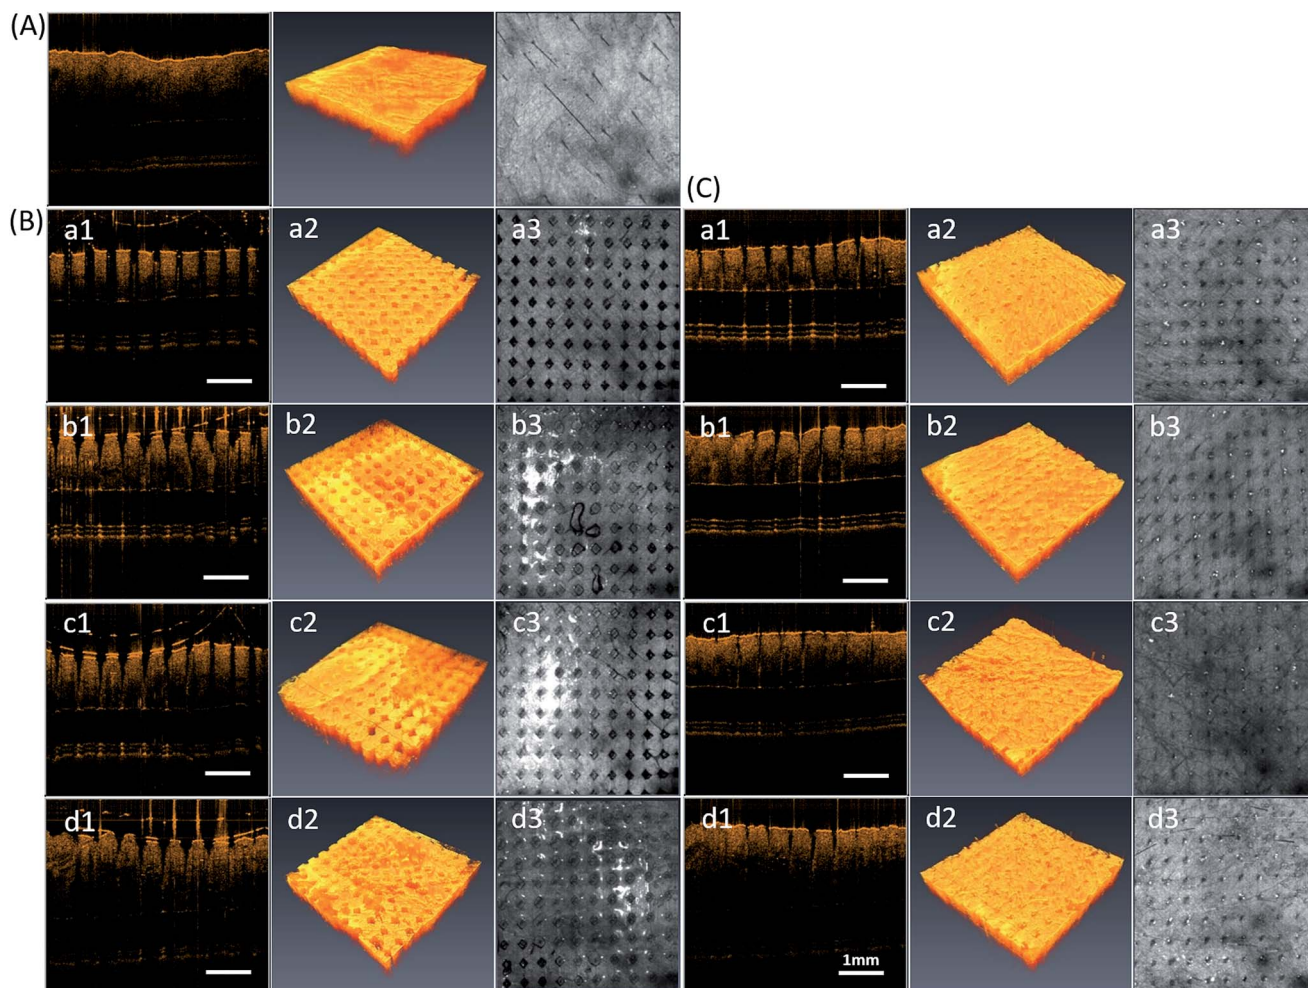 (A)
(B)
(C)
a1 a2 a3 a1 a2 a3
b1 b2 b3 b1 b2 b3
c1 c2 c3 c1 c2 c3
d1 d2 d3 d1 d2 d3
1mm